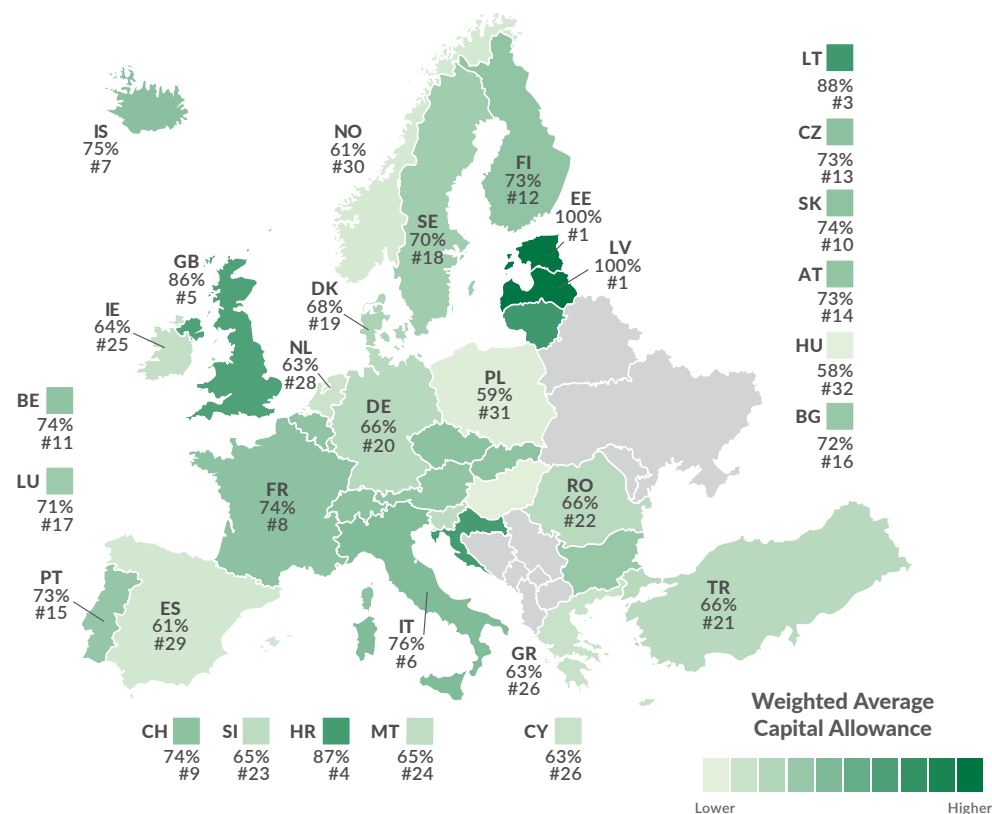 IS
75%
#7
NO
61%
#30
FI
73%
#12
SE
70%
#18
EE
100%
#1
LV
100%
#1
LT
88%
#3
CZ
73%
#13
SK
74%
#10
AT
73%
#14
HU
58%
#32
BG
72%
#16
GB
86%
#5
IE
64%
#25
DK
68%
#19
NL
63%
#28
PL
59%
#31
DE
66%
#20
BE
74%
#11
LU
71%
#17
FR
74%
#8
RO
66%
#22
PT
73%
#15
ES
61%
#29
IT
76%
#6
GR
63%
#26
TR
66%
#21
CH
74%
#9
SI
65%
#23
HR
87%
#4
MT
65%
#24
CY
63%
#26
Weighted Average
Capital Allowance
Lower
Higher